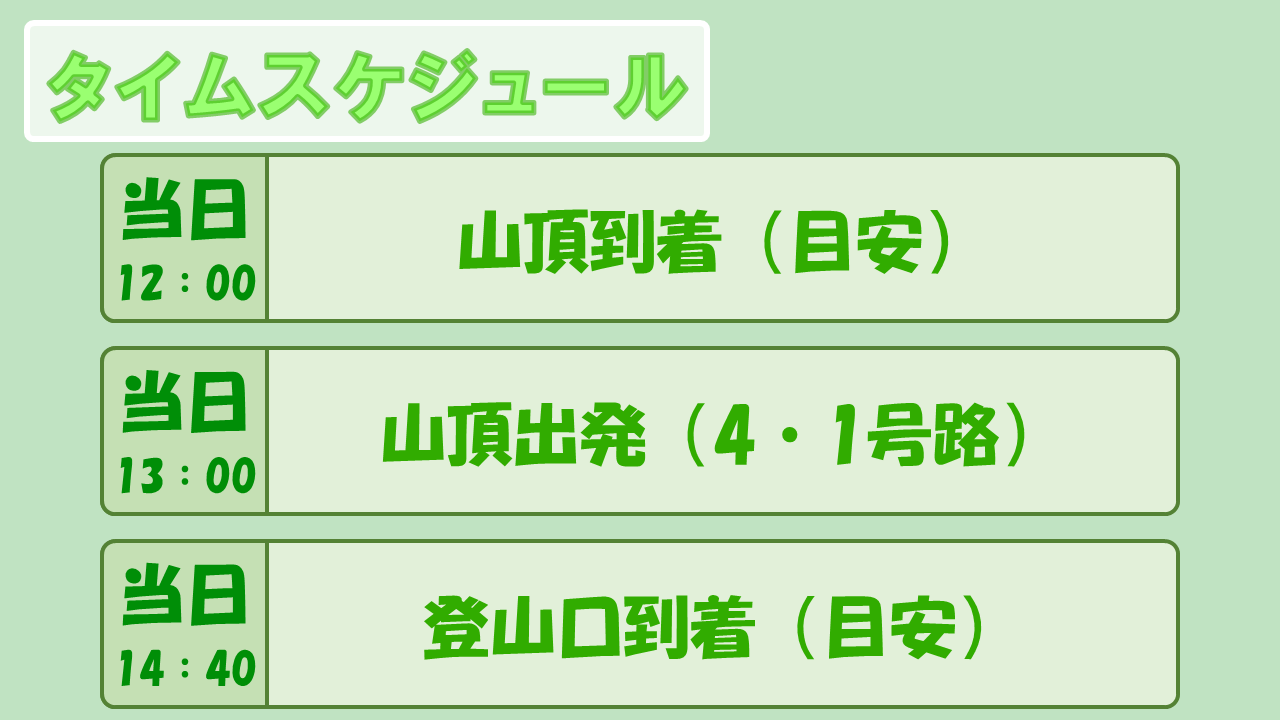 タイムスケジュール
当日
12：00
山頂到着（目安）
当日
13：00
山頂出発（4・1号路）
当日
14：40
登山口到着（目安）